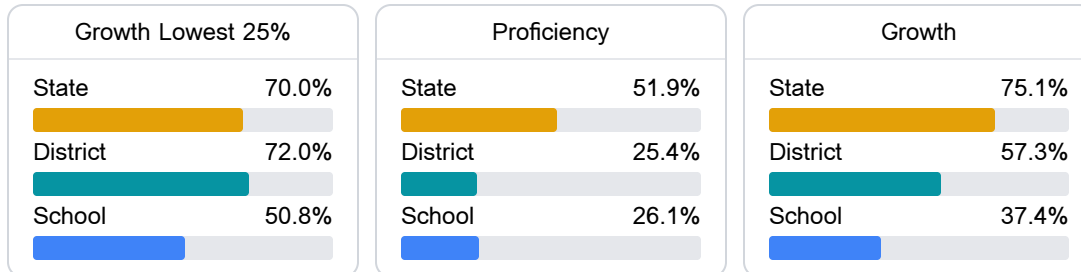 Growth Lowest 25%
State 70.0%
District 72.0%
School 50.8%
Proficiency
State 51.9%
District 25.4%
School 26.1%
Growth
State 75.1%
District 57.3%
School 37.4%